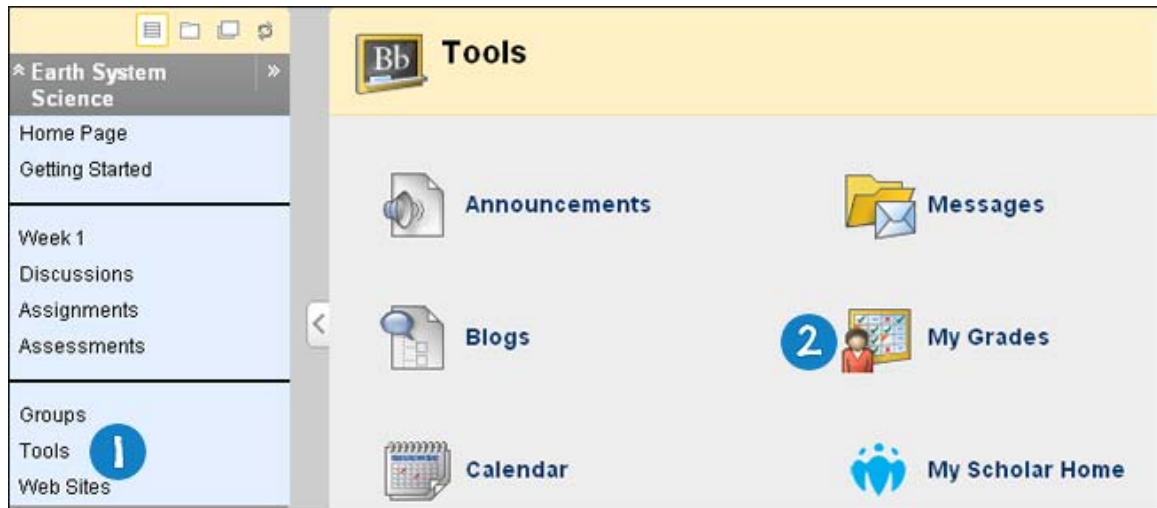 Earth System
Science
Home Page
Getting Started
Week 1
Discussions
Assignments
Assessments
Groups
Tools 1
Web Sites
Bb Tools
Announcements
Messages
Blogs
2 My Grades
Calendar
My Scholar Home